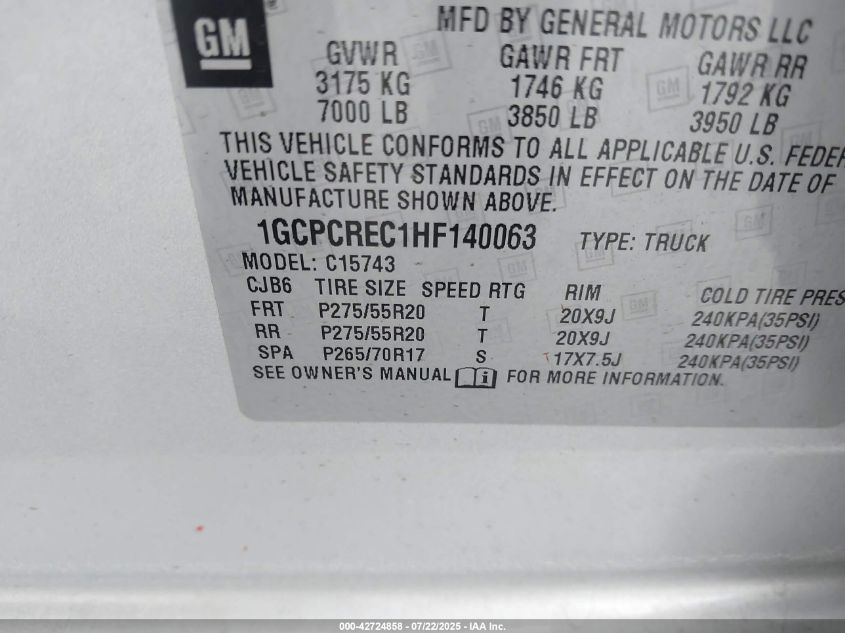 GM
MFD BY GENERAL MOTORS LLC
GVWR GAWR FRT GAWR RR
3175 KG 1746 KG 1792 KG
7000 LB 3850 LB 3950 LB
THIS VEHICLE CONFORMS TO ALL APPLICABLE U.S. FEDER
VEHICLE SAFETY STANDARDS IN EFFECT ON THE DATE OF
MANUFACTURE SHOWN ABOVE.
1GCPCREC1HF140063 TYPE: TRUCK
MODEL: C15743
CJB6 TIRE SIZE SPEED RTG RIM COLD TIRE PRES
FRT P275/55R20 T 20X9J 240KPA(35PSI)
RR P275/55R20 T 20X9J 240KPA(35PSI)
SPA P265/70R17 S 17X7.5J 240KPA(35PSI)
SEE OWNER'S MANUAL FOR MORE INFORMATION.
000-42724858 - 07/22/2025 - IAA Inc.